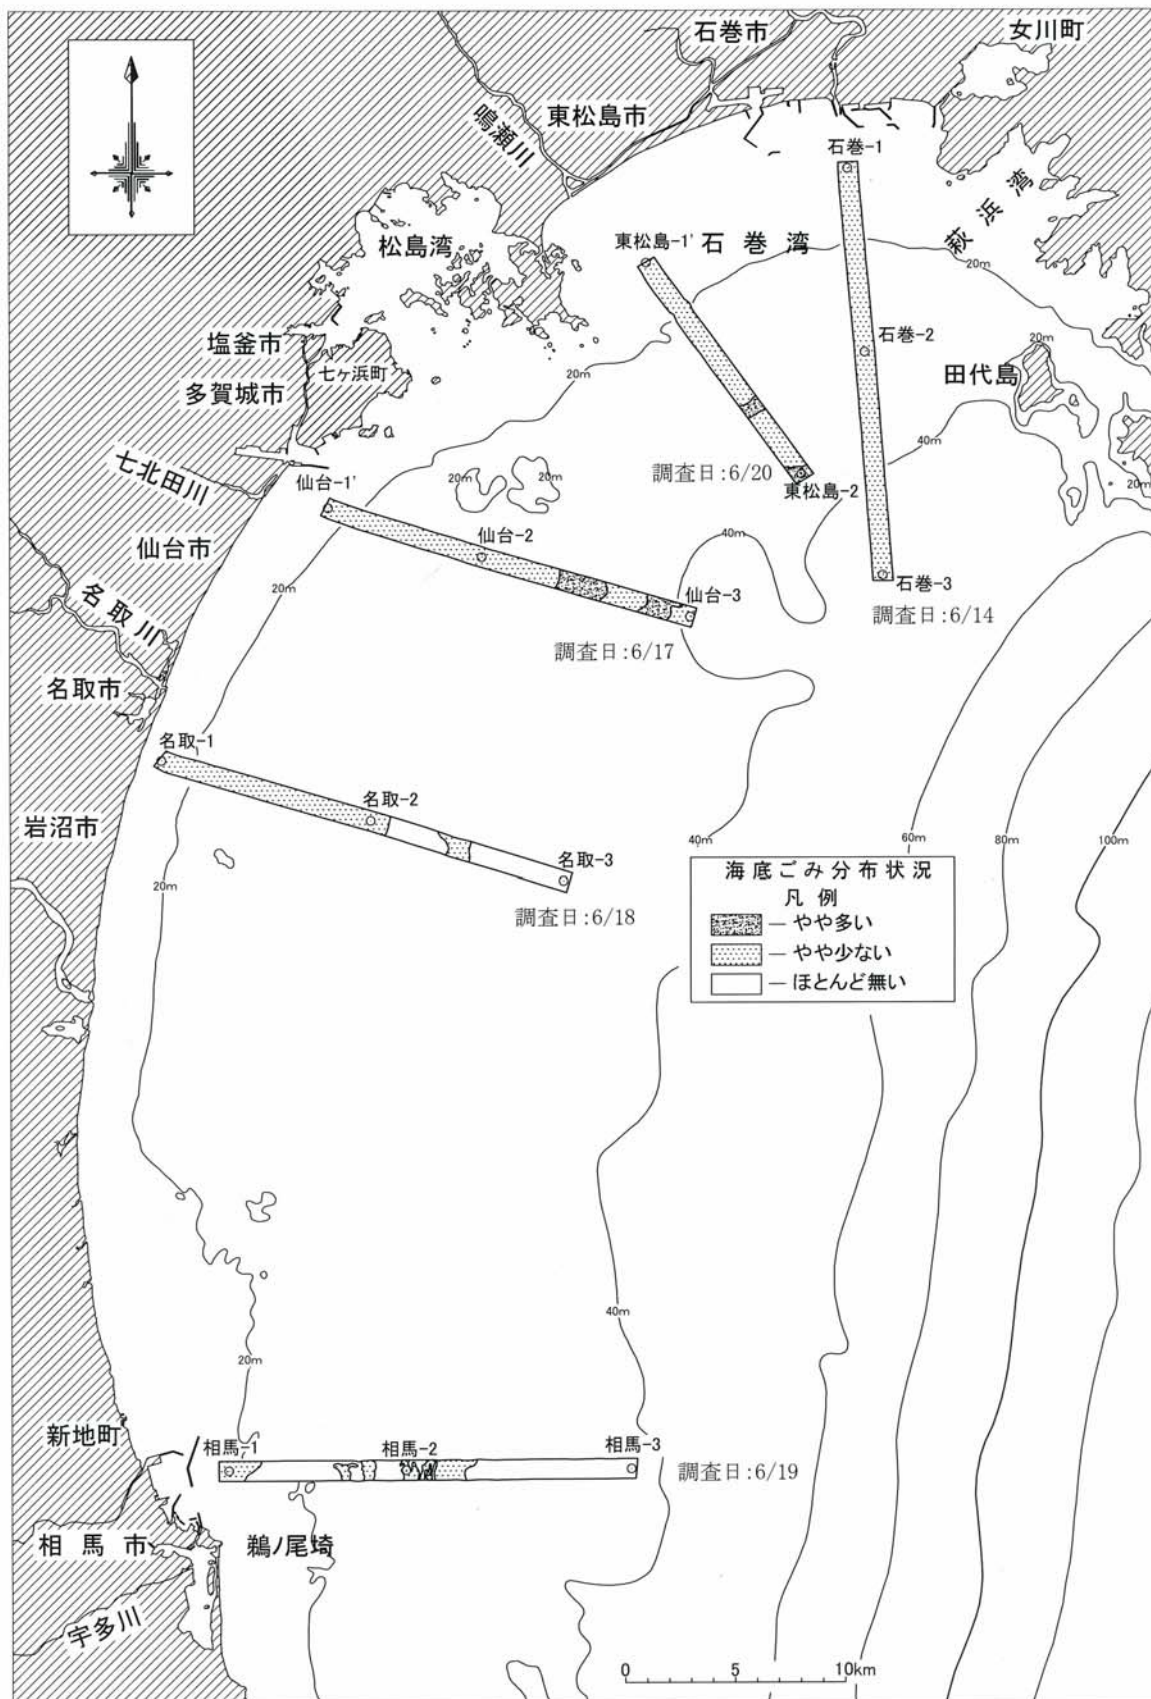 石巻市
女川町
東松島市
鳴瀬川
石巻-1
萩浜湾
松島湾
東松島-1'
石巻湾
20m
塩釜市
石巻-2
20m
七ヶ浜町
田代島
多賀城市
20m
40m
七北田川
調査日:6/20
20m
20m
東松島-2
20m
仙台-1'
仙台市
仙台-2
40m
石巻-3
20m
仙台-3
名取川
調査日:6/14
調査日:6/17
名取市
名取-1
名取-2
岩沼市
40m
60m
80m
100m
名取-3
20m
調査日:6/18
海底ごみ分布状況
凡例
ーやや多い
ーやや少ない
ーほとんど無い
40m
20m
新地町
相馬-1
相馬-2
相馬-3
調査日:6/19
相馬市
鵜ノ尾埼
宇多川
0 5 10km